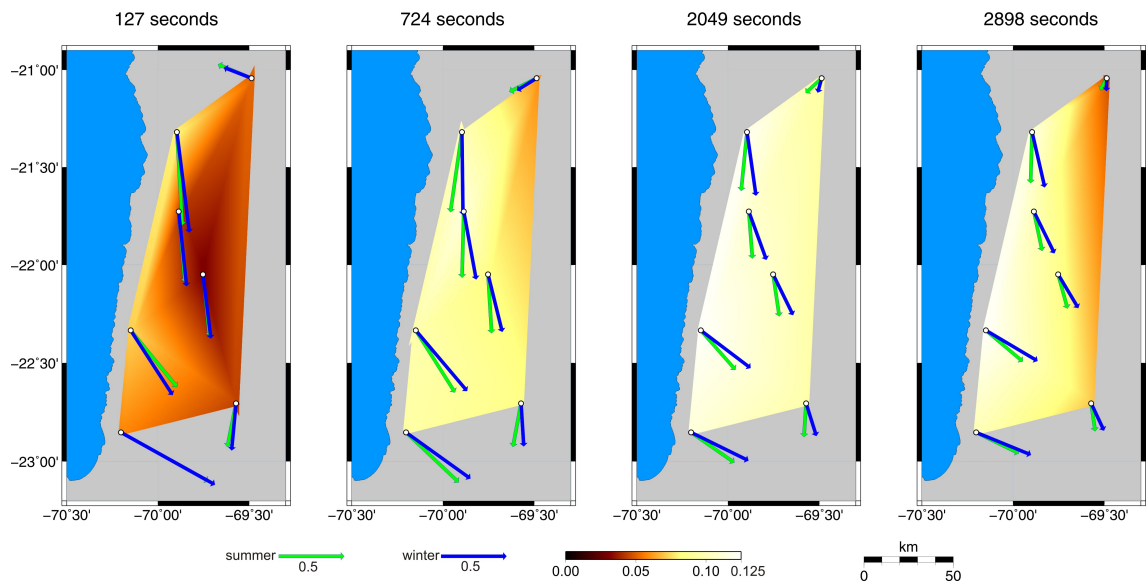 127 seconds 724 seconds 2049 seconds 2898 seconds
−21°00'
−21°30'
−22°00'
−22°30'
−23°00'
−70°30' −70°00' −69°30' −70°30' −70°00' −69°30' −70°30' −70°00' −69°30' −70°30' −70°00' −69°30'
summer 0.5 winter 0.5 0.00 0.05 0.10 0.125 km 0 50